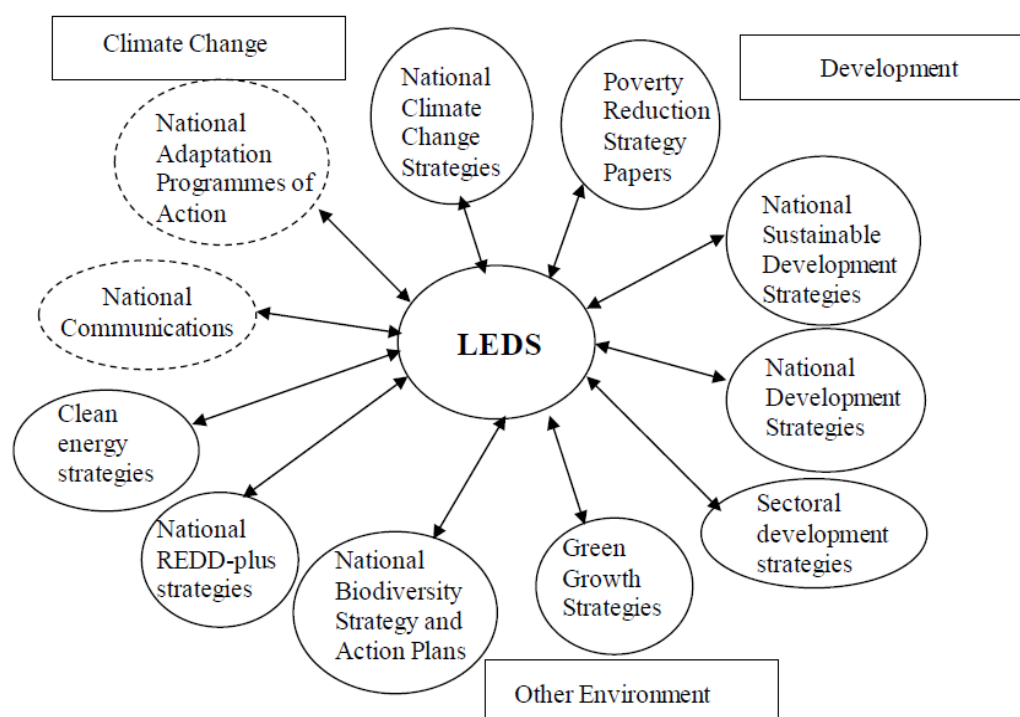 Climate Change
Development
National
Climate
Change
Strategies
Poverty
Reduction
Strategy
Papers
National
Adaptation
Programmes of
Action
National
Sustainable
Development
Strategies
National
Communications
LEDS
National
Development
Strategies
Clean
energy
strategies
Sectoral
development
strategies
National
REDD-plus
strategies
National
Biodiversity
Strategy and
Action Plans
Green
Growth
Strategies
Other Environment